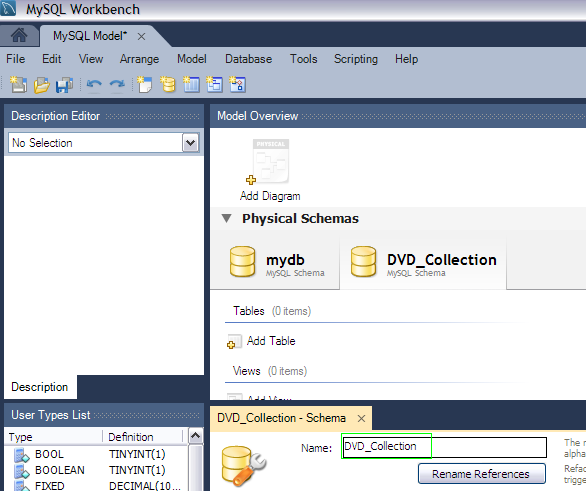 MySQL Workbench
MySQL Model*
File Edit View Arrange Model Database Tools Scripting Help
Description Editor
No Selection
Description
User Types List
Type Definition
BOOL TINYINT(1)
BOOLEAN TINYINT(1)
FIXED DECIMAL(10...
Model Overview
PHYSICAL
Add Diagram
Physical Schemas
mydb
MySQL Schema
DVD_Collection
MySQL Schema
Tables (0 items)
Add Table
Views (0 items)
Add View
DVD_Collection - Schema
Name: DVD_Collection
The n
alpha
Rename References
Refac
trigg